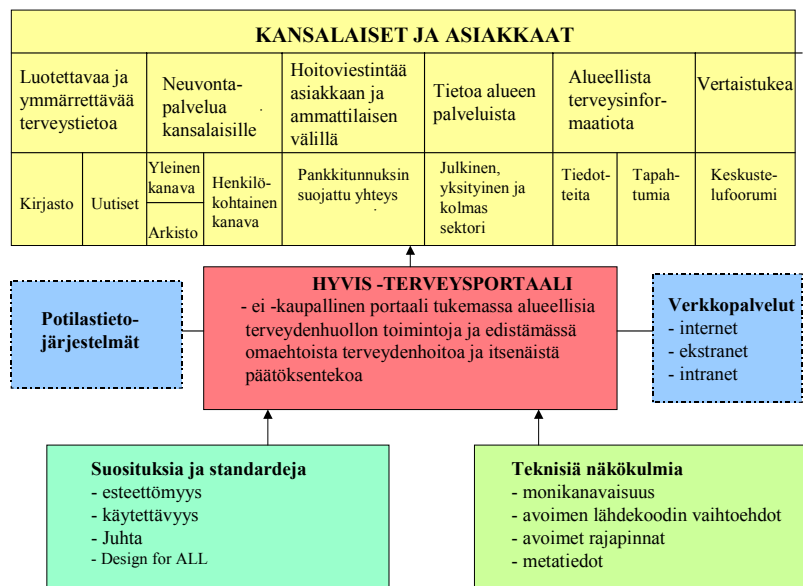 KANSALAISET JA ASIAKKAAT
Luotettavaa ja
ymmärrettävää
terveystietoa
Neuvonta-
palvelua
kansalaisille
Hoitoviestintää
asiakkaan ja
ammattilaisen
välillä
Tietoa alueen
palveluista
Alueellista
terveysinfor-
maatiota
Vertaistukea
Kirjasto
Uutiset
Yleinen
kanava
Arkisto
Henkilö-
kohtainen
kanava
Pankkitunnuksin
suojattu yhteys
Julkinen,
yksityinen ja
kolmas
sektori
Tiedot-
teita
Tapah-
tumia
Keskuste-
lufoorumi
HYVIS -TERVEYSPORTAALI
- ei -kaupallinen portaali tukemassa alueellisia
terveydenhuollon toimintoja ja edistämässä
omaehtoista terveydenhoitoa ja itsenäistä
päätöksentekoa
Potilastieto-
järjestelmät
Verkkopalvelut
- internet
- ekstranet
- intranet
Suosituksia ja standardeja
- esteettömyys
- käytettävyys
- Juhta
- Design for ALL
Teknisiä näkökulmia
- monikanavaisuus
- avoimen lähdekoodin vaihtoehdot
- avoimet rajapinnat
- metatiedot